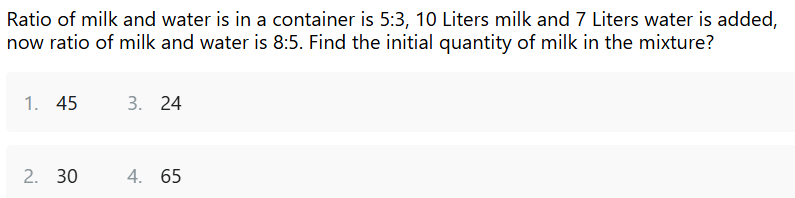 Ratio of milk and water is in a container is 5:3, 10 Liters milk and 7 Liters water is added,
now ratio of milk and water is 8:5. Find the initial quantity of milk in the mixture?
1. 45 3. 24
2. 30 4. 65